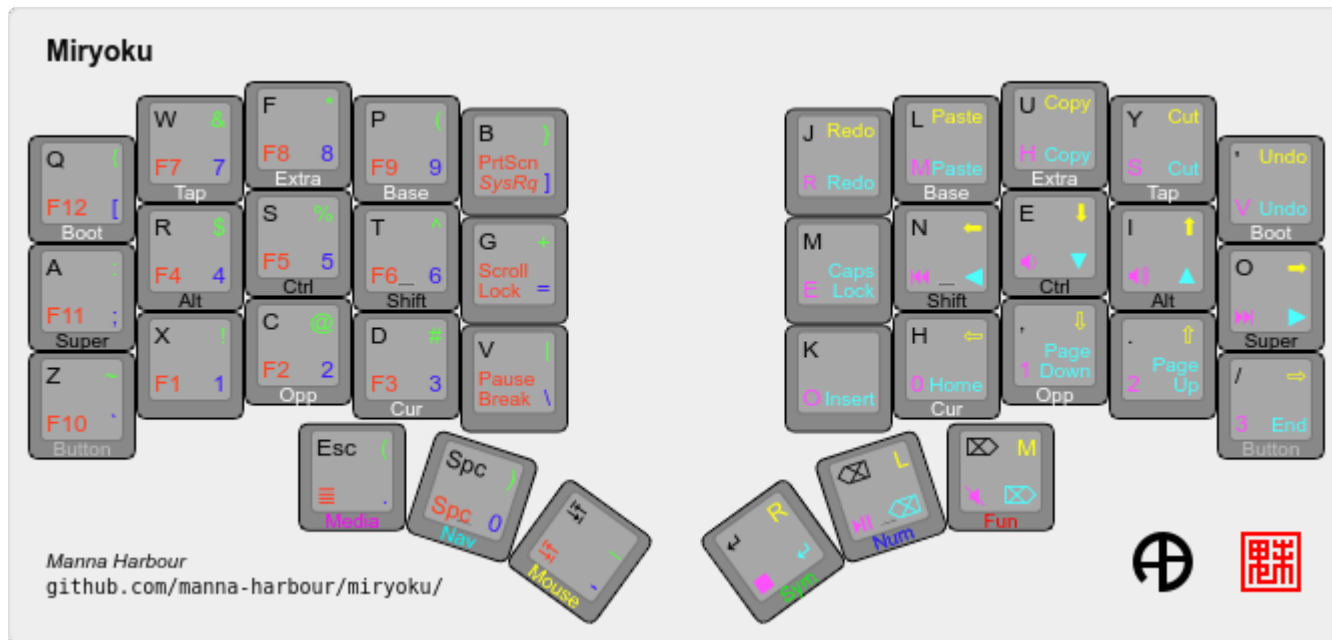 Miryoku
Q {
F12 [
Boot
W &
F7 7
Tap
F *
F8 8
Extra
P (
F9 9
Base
B }
PrtScn
SysRq ]
J Redo
R Redo
L Paste
M Paste
Base
U Copy
H Copy
Extra
Y Cut
S Cut
Tap
' Undo
V Undo
Boot
A :
F11 ;
Super
R $
F4 4
Alt
S %
F5 5
Ctrl
T ^
F6 _ 6
Shift
G +
Scroll
Lock =
M
Caps
E Lock
N ⬅
⏮ _ ◀
Shift
E ⬇
🔉 ▼
Ctrl
I ⬆
🔊 ▲
Alt
O ➡
⏭ ▶
Super
Z ~
F10 `
Button
X !
F1 1
C @
F2 2
Opp
D #
F3 3
Cur
V |
Pause
Break \
K
O Insert
H ⇦
0 Home
Cur
, ⇩
Page
1 Down
Opp
. ⇧
Page
2 Up
/ ⇨
3 End
Button
Esc (
≣ .
Media
Spc )
Spc _ 0
Nav
↹ _
↹ -
Mouse
↲ R
■ ↲
Sym
⌫ L
⏯ _ ⌫
Num
⌦ M
🔇 ⌦
Fun
Manna Harbour
github.com/manna-harbour/miryoku/